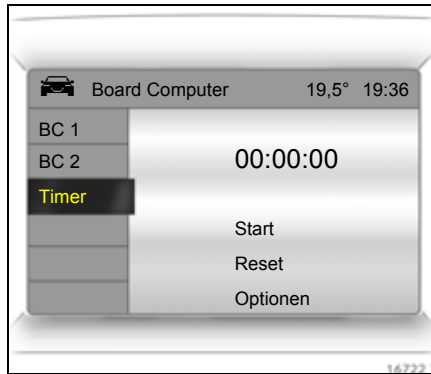 Board Computer 19,5° 19:36
BC 1
BC 2
Timer
00:00:00
Start
Reset
Optionen
16722